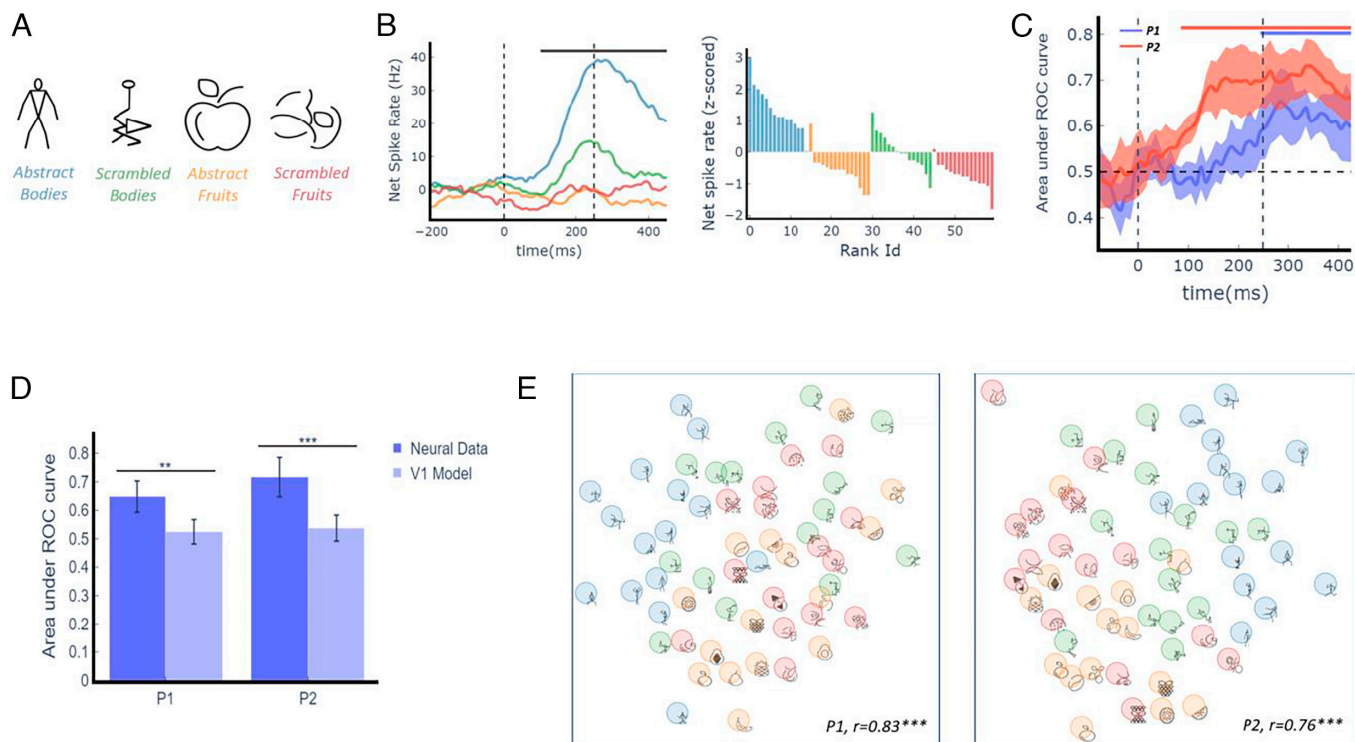 A
Abstract
Bodies
Scrambled
Bodies
Abstract
Fruits
Scrambled
Fruits
B
Net Spike Rate (Hz)
40
30
20
10
0
−200
0
200
400
time(ms)
Net spike rate (z-scored)
3
2
1
0
−1
−2
0
10
20
30
40
50
Rank Id
C
P1
P2
Area under ROC curve
0.8
0.7
0.6
0.5
0.4
0
100
200
300
400
time(ms)
D
Area under ROC curve
0.8
0.7
0.6
0.5
0.4
0.3
0.2
0.1
0
**
***
P1
P2
Neural Data
V1 Model
E
P1, r=0.83***
P2, r=0.76***